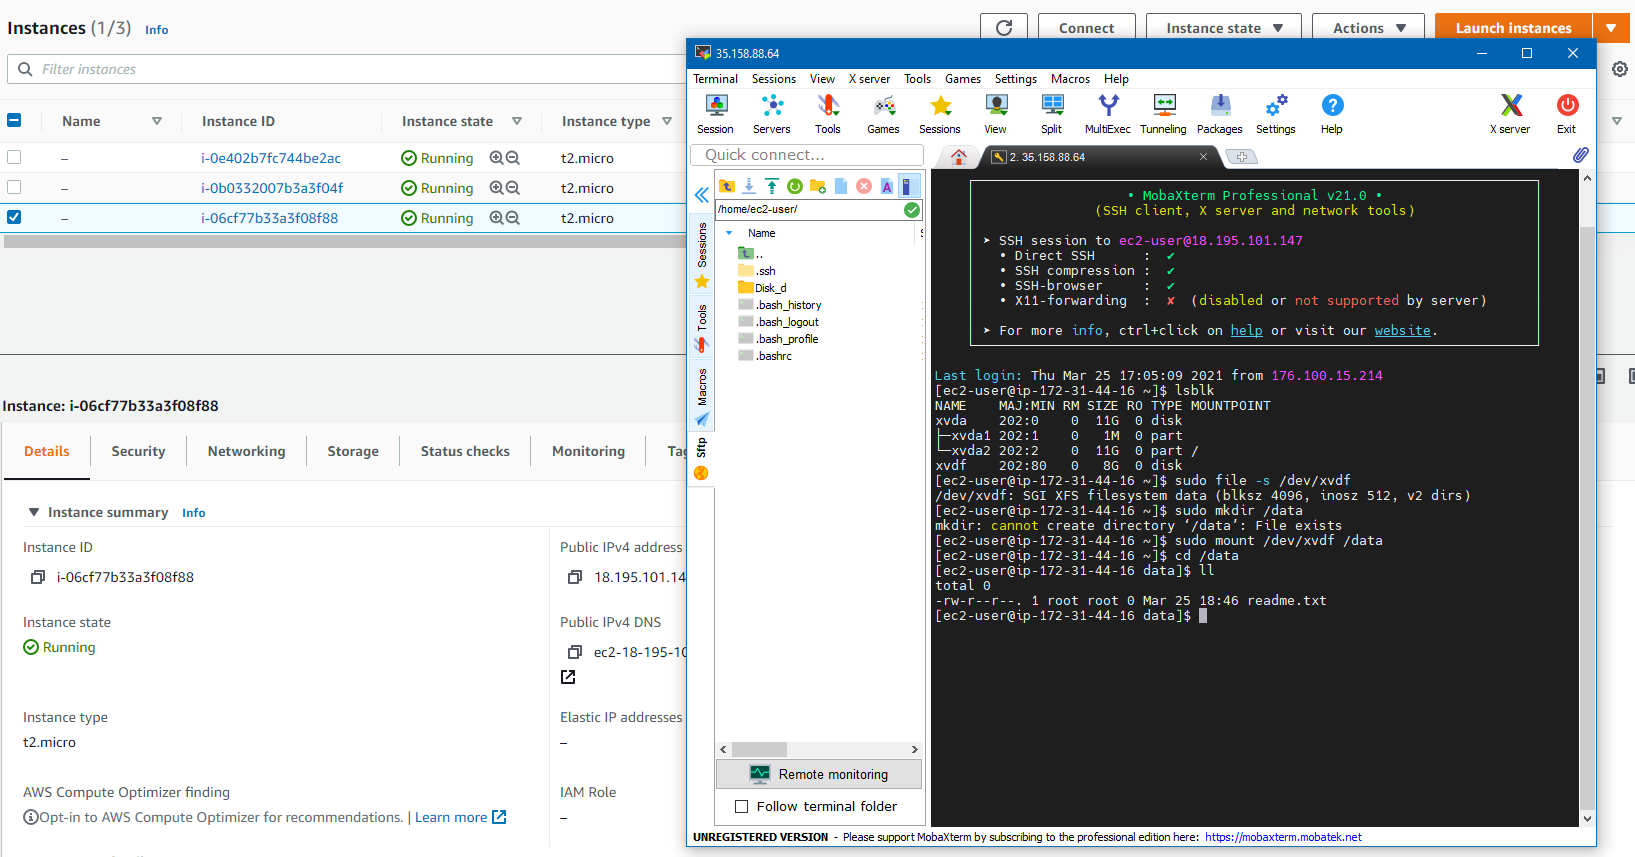 Instances (1/3) Info
Connect
Instance state
Actions
Launch instances
Filter instances
Name
Instance ID
Instance state
Instance type
– i-0e402b7fc744be2ac Running t2.micro
– i-0b0332007b3a3f04f Running t2.micro
– i-06cf77b33a3f08f88 Running t2.micro
Instance: i-06cf77b33a3f08f88
Details
Security
Networking
Storage
Status checks
Monitoring
Instance summary Info
Instance ID
i-06cf77b33a3f08f88
Public IPv4 address
18.195.101.14
Instance state
Running
Public IPv4 DNS
ec2-18-195-10
Instance type
t2.micro
Elastic IP addresses
–
AWS Compute Optimizer finding
Opt-in to AWS Compute Optimizer for recommendations. | Learn more
IAM Role
–
35.158.88.64
Terminal Sessions View X server Tools Games Settings Macros Help
Session Servers Tools Games Sessions View Split MultiExec Tunneling Packages Settings Help X server Exit
Quick connect...
2. 35.158.88.64
Sessions
Tools
Macros
Sftp
/home/ec2-user/
Name
..
.ssh
Disk_d
.bash_history
.bash_logout
.bash_profile
.bashrc
Remote monitoring
Follow terminal folder
• MobaXterm Professional v21.0 •
(SSH client, X server and network tools)
➤ SSH session to ec2-user@18.195.101.147
• Direct SSH : ✔
• SSH compression : ✔
• SSH-browser : ✔
• X11-forwarding : ✘ (disabled or not supported by server)
➤ For more info, ctrl+click on help or visit our website.
Last login: Thu Mar 25 17:05:09 2021 from 176.100.15.214
[ec2-user@ip-172-31-44-16 ~]$ lsblk
NAME MAJ:MIN RM SIZE RO TYPE MOUNTPOINT
xvda 202:0 0 11G 0 disk
├─xvda1 202:1 0 1M 0 part
└─xvda2 202:2 0 11G 0 part /
xvdf 202:80 0 8G 0 disk
[ec2-user@ip-172-31-44-16 ~]$ sudo file -s /dev/xvdf
/dev/xvdf: SGI XFS filesystem data (blksz 4096, inosz 512, v2 dirs)
[ec2-user@ip-172-31-44-16 ~]$ sudo mkdir /data
mkdir: cannot create directory ‘/data’: File exists
[ec2-user@ip-172-31-44-16 ~]$ sudo mount /dev/xvdf /data
[ec2-user@ip-172-31-44-16 ~]$ cd /data
[ec2-user@ip-172-31-44-16 data]$ ll
total 0
-rw-r--r--. 1 root root 0 Mar 25 18:46 readme.txt
[ec2-user@ip-172-31-44-16 data]$
UNREGISTERED VERSION - Please support MobaXterm by subscribing to the professional edition here: https://mobaxterm.mobatek.net